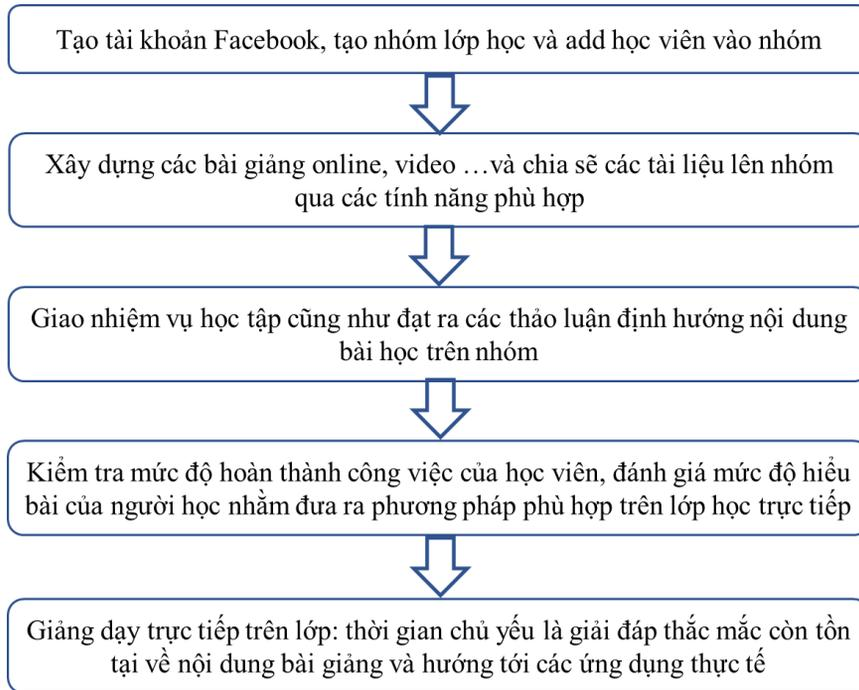 Tạo tài khoản Facebook, tạo nhóm lớp học và add học viên vào nhóm
Xây dựng các bài giảng online, video …và chia sẽ các tài liệu lên nhóm
qua các tính năng phù hợp
Giao nhiệm vụ học tập cũng như đạt ra các thảo luận định hướng nội dung
bài học trên nhóm
Kiểm tra mức độ hoàn thành công việc của học viên, đánh giá mức độ hiểu
bài của người học nhằm đưa ra phương pháp phù hợp trên lớp học trực tiếp
Giảng dạy trực tiếp trên lớp: thời gian chủ yếu là giải đáp thắc mắc còn tồn
tại về nội dung bài giảng và hướng tới các ứng dụng thực tế